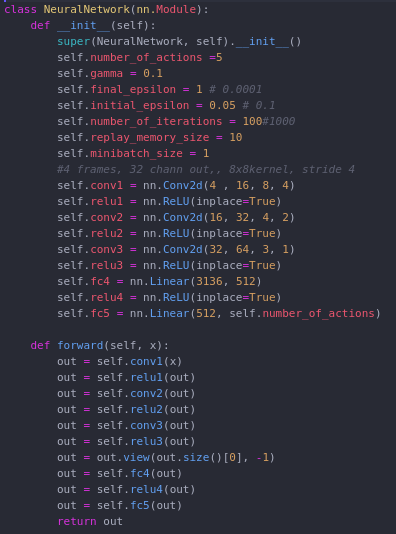 class NeuralNetwork(nn.Module):
    def __init__(self):
        super(NeuralNetwork, self).__init__()
        self.number_of_actions =5
        self.gamma = 0.1
        self.final_epsilon = 1 # 0.0001
        self.initial_epsilon = 0.05 # 0.1
        self.number_of_iterations = 100#1000
        self.replay_memory_size = 10
        self.minibatch_size = 1
        #4 frames, 32 chann out,, 8x8kernel, stride 4
        self.conv1 = nn.Conv2d(4 , 16, 8, 4)
        self.relu1 = nn.ReLU(inplace=True)
        self.conv2 = nn.Conv2d(16, 32, 4, 2)
        self.relu2 = nn.ReLU(inplace=True)
        self.conv3 = nn.Conv2d(32, 64, 3, 1)
        self.relu3 = nn.ReLU(inplace=True)
        self.fc4 = nn.Linear(3136, 512)
        self.relu4 = nn.ReLU(inplace=True)
        self.fc5 = nn.Linear(512, self.number_of_actions)

    def forward(self, x):
        out = self.conv1(x)
        out = self.relu1(out)
        out = self.conv2(out)
        out = self.relu2(out)
        out = self.conv3(out)
        out = self.relu3(out)
        out = out.view(out.size()[0], -1)
        out = self.fc4(out)
        out = self.relu4(out)
        out = self.fc5(out)
        return out